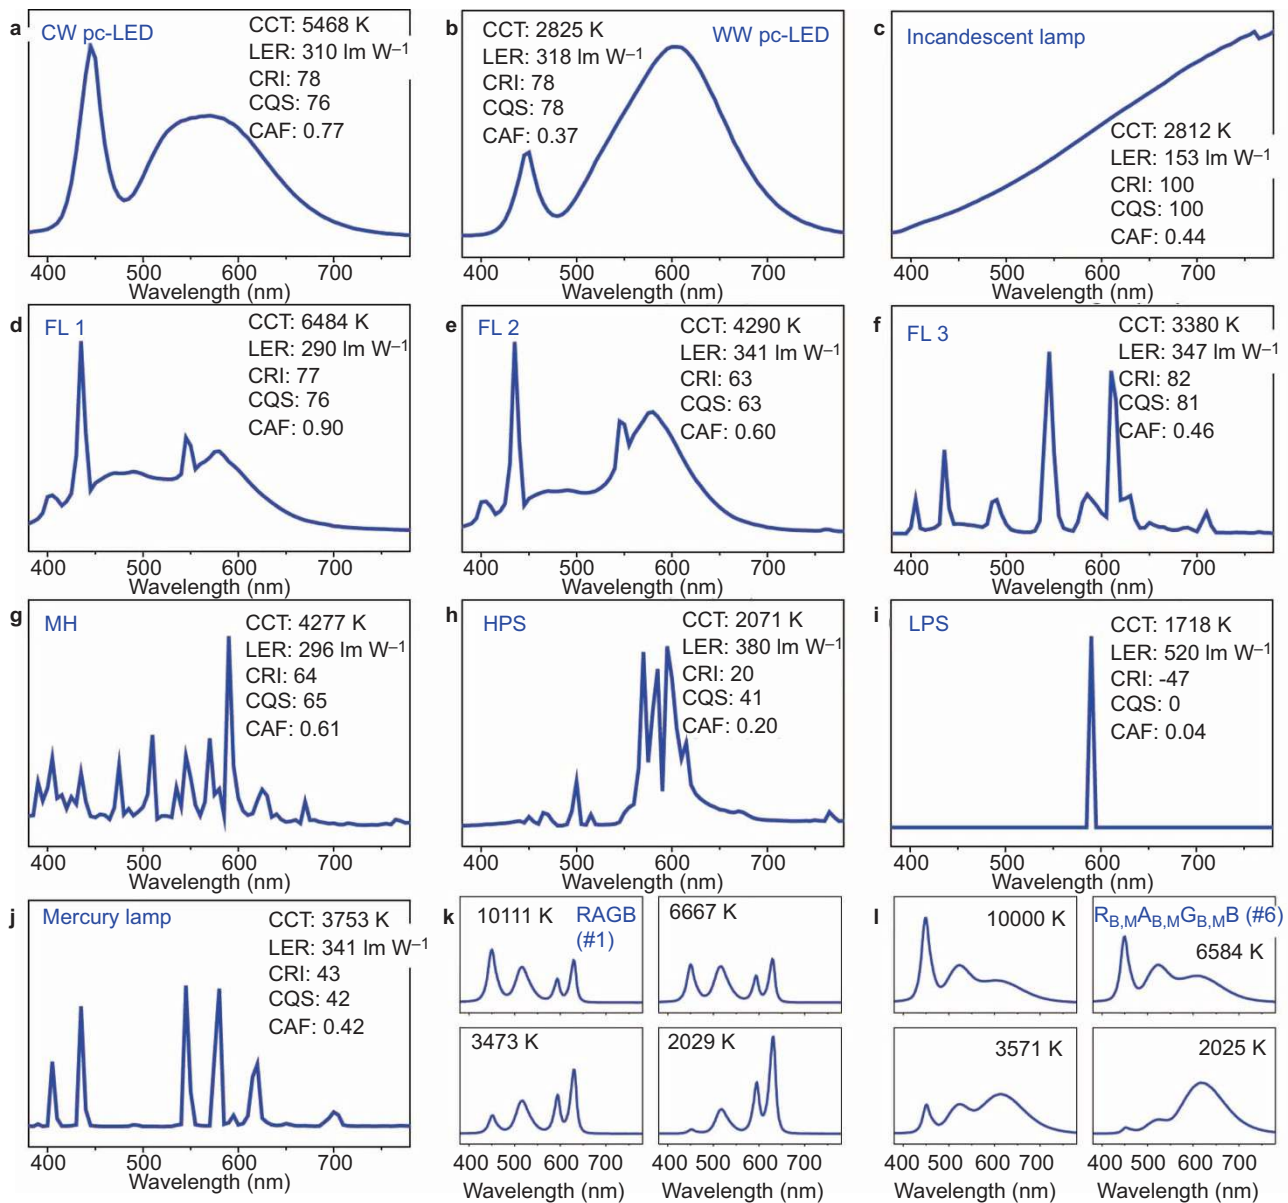 a
CW pc-LED
CCT: 5468 K
LER: 310 lm W⁻¹
CRI: 78
CQS: 76
CAF: 0.77
400 500 600 700
Wavelength (nm)
b
WW pc-LED
CCT: 2825 K
LER: 318 lm W⁻¹
CRI: 78
CQS: 78
CAF: 0.37
400 500 600 700
Wavelength (nm)
c
Incandescent lamp
CCT: 2812 K
LER: 153 lm W⁻¹
CRI: 100
CQS: 100
CAF: 0.44
400 500 600 700
Wavelength (nm)
d
FL 1
CCT: 6484 K
LER: 290 lm W⁻¹
CRI: 77
CQS: 76
CAF: 0.90
400 500 600 700
Wavelength (nm)
e
FL 2
CCT: 4290 K
LER: 341 lm W⁻¹
CRI: 63
CQS: 63
CAF: 0.60
400 500 600 700
Wavelength (nm)
f
FL 3
CCT: 3380 K
LER: 347 lm W⁻¹
CRI: 82
CQS: 81
CAF: 0.46
400 500 600 700
Wavelength (nm)
g
MH
CCT: 4277 K
LER: 296 lm W⁻¹
CRI: 64
CQS: 65
CAF: 0.61
400 500 600 700
Wavelength (nm)
h
HPS
CCT: 2071 K
LER: 380 lm W⁻¹
CRI: 20
CQS: 41
CAF: 0.20
400 500 600 700
Wavelength (nm)
i
LPS
CCT: 1718 K
LER: 520 lm W⁻¹
CRI: -47
CQS: 0
CAF: 0.04
400 500 600 700
Wavelength (nm)
j
Mercury lamp
CCT: 3753 K
LER: 341 lm W⁻¹
CRI: 43
CQS: 42
CAF: 0.42
400 500 600 700
Wavelength (nm)
k
10111 K
RAGB
(#1)
6667 K
3473 K
2029 K
400 500 600 700
Wavelength (nm)
400 500 600 700
Wavelength (nm)
l
10000 K
R_B,M A_B,M G_B,M B (#6)
6584 K
3571 K
2025 K
400 500 600 700
Wavelength (nm)
400 500 600 700
Wavelength (nm)